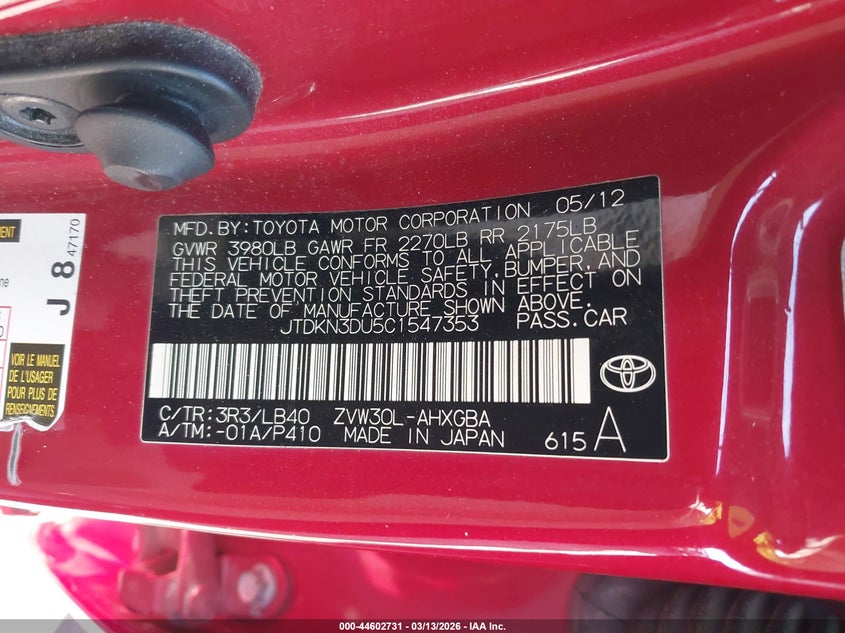 MFD. BY: TOYOTA MOTOR CORPORATION 05/12
GVWR 3980LB GAWR FR 2270LB RR 2175LB
THIS VEHICLE CONFORMS TO ALL APPLICABLE
FEDERAL MOTOR VEHICLE SAFETY, BUMPER, AND
THEFT PREVENTION STANDARDS IN EFFECT ON
THE DATE OF MANUFACTURE SHOWN ABOVE.
JTDKN3DU5C1547353 PASS. CAR
C/TR: 3R3/LB40 ZVW30L-AHXGBA
A/TM: -01A/P410 MADE IN JAPAN 615 A
J 8 47170
VOIR LE MANUEL
DE L'USAGER
POUR PLUS DE
RENSEIGNEMENTS
000-44602731 - 03/13/2026 - IAA Inc.